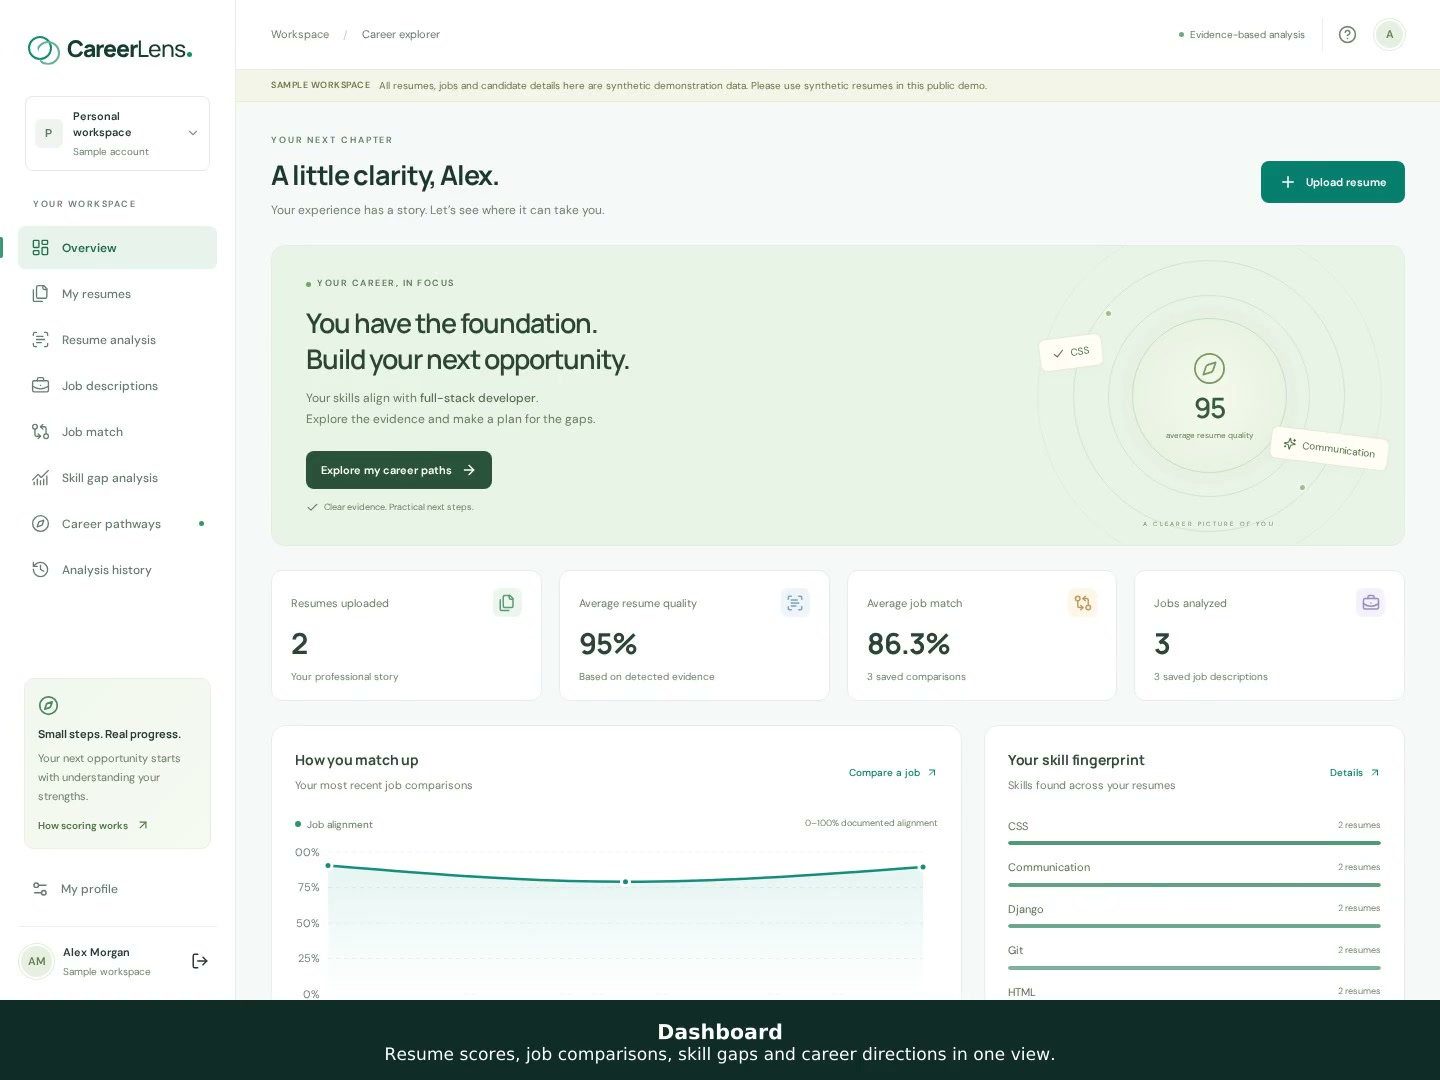 CareerLens.
Personal workspace
Sample account
P
YOUR WORKSPACE
Overview
My resumes
Resume analysis
Job descriptions
Job match
Skill gap analysis
Career pathways
Analysis history
Small steps. Real progress.
Your next opportunity starts
with understanding your
strengths.
How scoring works
My profile
AM
Alex Morgan
Sample workspace
Workspace / Career explorer
Evidence-based analysis
A
SAMPLE WORKSPACE All resumes, jobs and candidate details here are synthetic demonstration data. Please use synthetic resumes in this public demo.
YOUR NEXT CHAPTER
A little clarity, Alex.
Your experience has a story. Let’s see where it can take you.
Upload resume
YOUR CAREER, IN FOCUS
You have the foundation.
Build your next opportunity.
Your skills align with full-stack developer.
Explore the evidence and make a plan for the gaps.
Explore my career paths
Clear evidence. Practical next steps.
CSS
95
average resume quality
Communication
A CLEARER PICTURE OF YOU
Resumes uploaded
2
Your professional story
Average resume quality
95%
Based on detected evidence
Average job match
86.3%
3 saved comparisons
Jobs analyzed
3
3 saved job descriptions
How you match up
Your most recent job comparisons
Compare a job
Job alignment
0–100% documented alignment
00%
75%
50%
25%
0%
Your skill fingerprint
Skills found across your resumes
Details
CSS 2 resumes
Communication 2 resumes
Django 2 resumes
Git 2 resumes
HTML 2 resumes
Dashboard
Resume scores, job comparisons, skill gaps and career directions in one view.